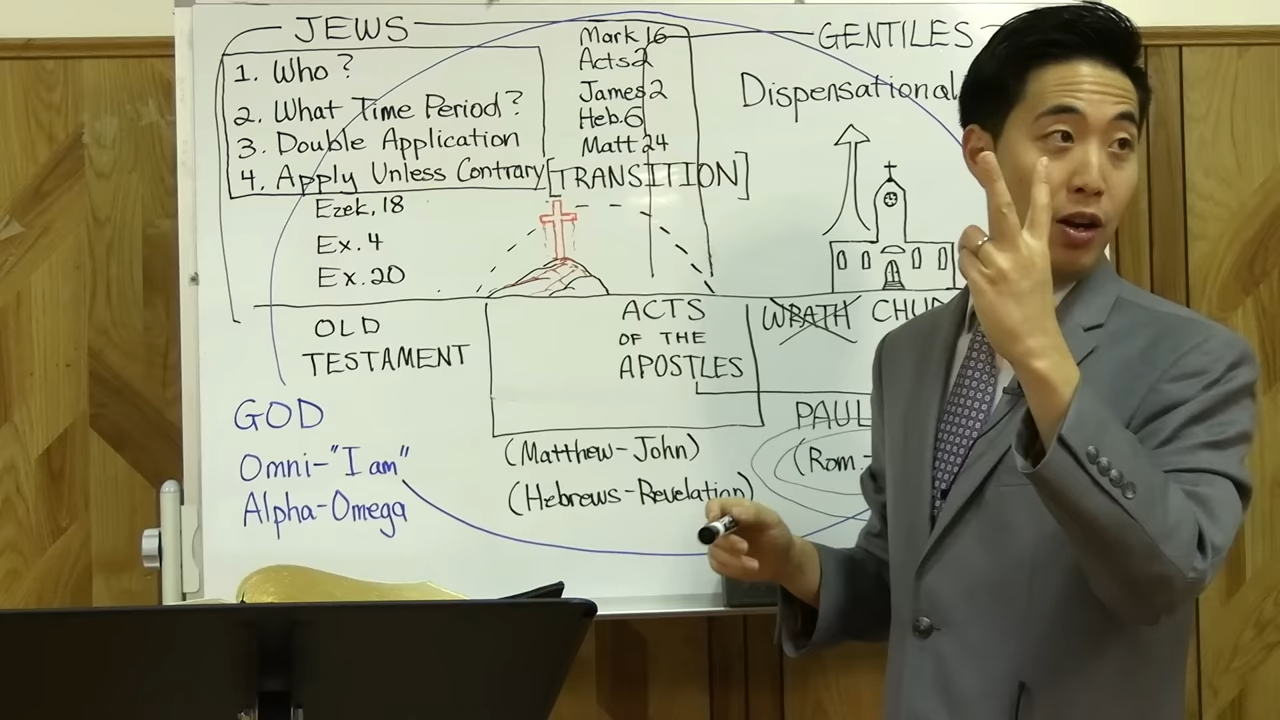 JEWS
1. Who?
2. What Time Period?
3. Double Application
4. Apply Unless Contrary
Ezek. 18
Ex. 4
Ex. 20
Mark 16
Acts 2
James 2
Heb. 6
Matt 24
[TRANSITION]
GENTILES
Dispensational
OLD
TESTAMENT
ACTS
OF THE
APOSTLES
WRATH
PAUL
(Rom.-
(Matthew-John)
(Hebrews-Revelation)
GOD
Omni-"I am"
Alpha-Omega